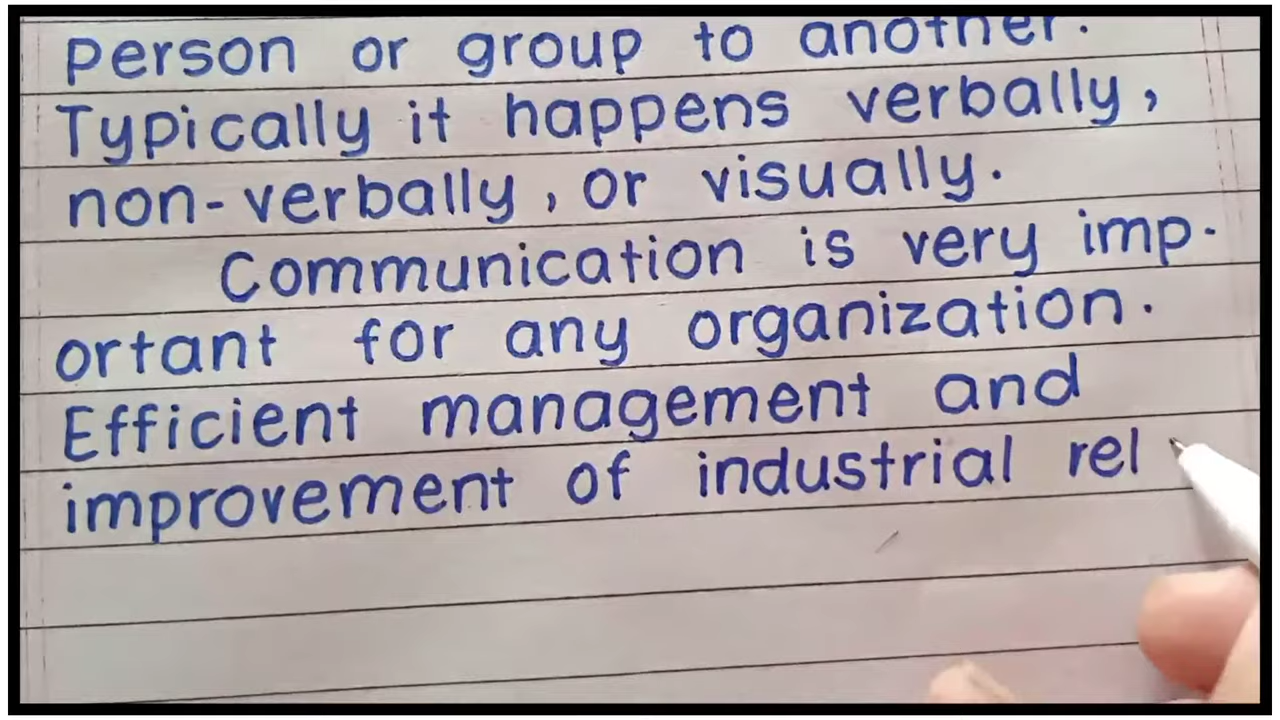 person or group to another.
Typically it happens verbally,
non-verbally, or visually.
Communication is very imp-
ortant for any organization.
Efficient management and
improvement of industrial rel